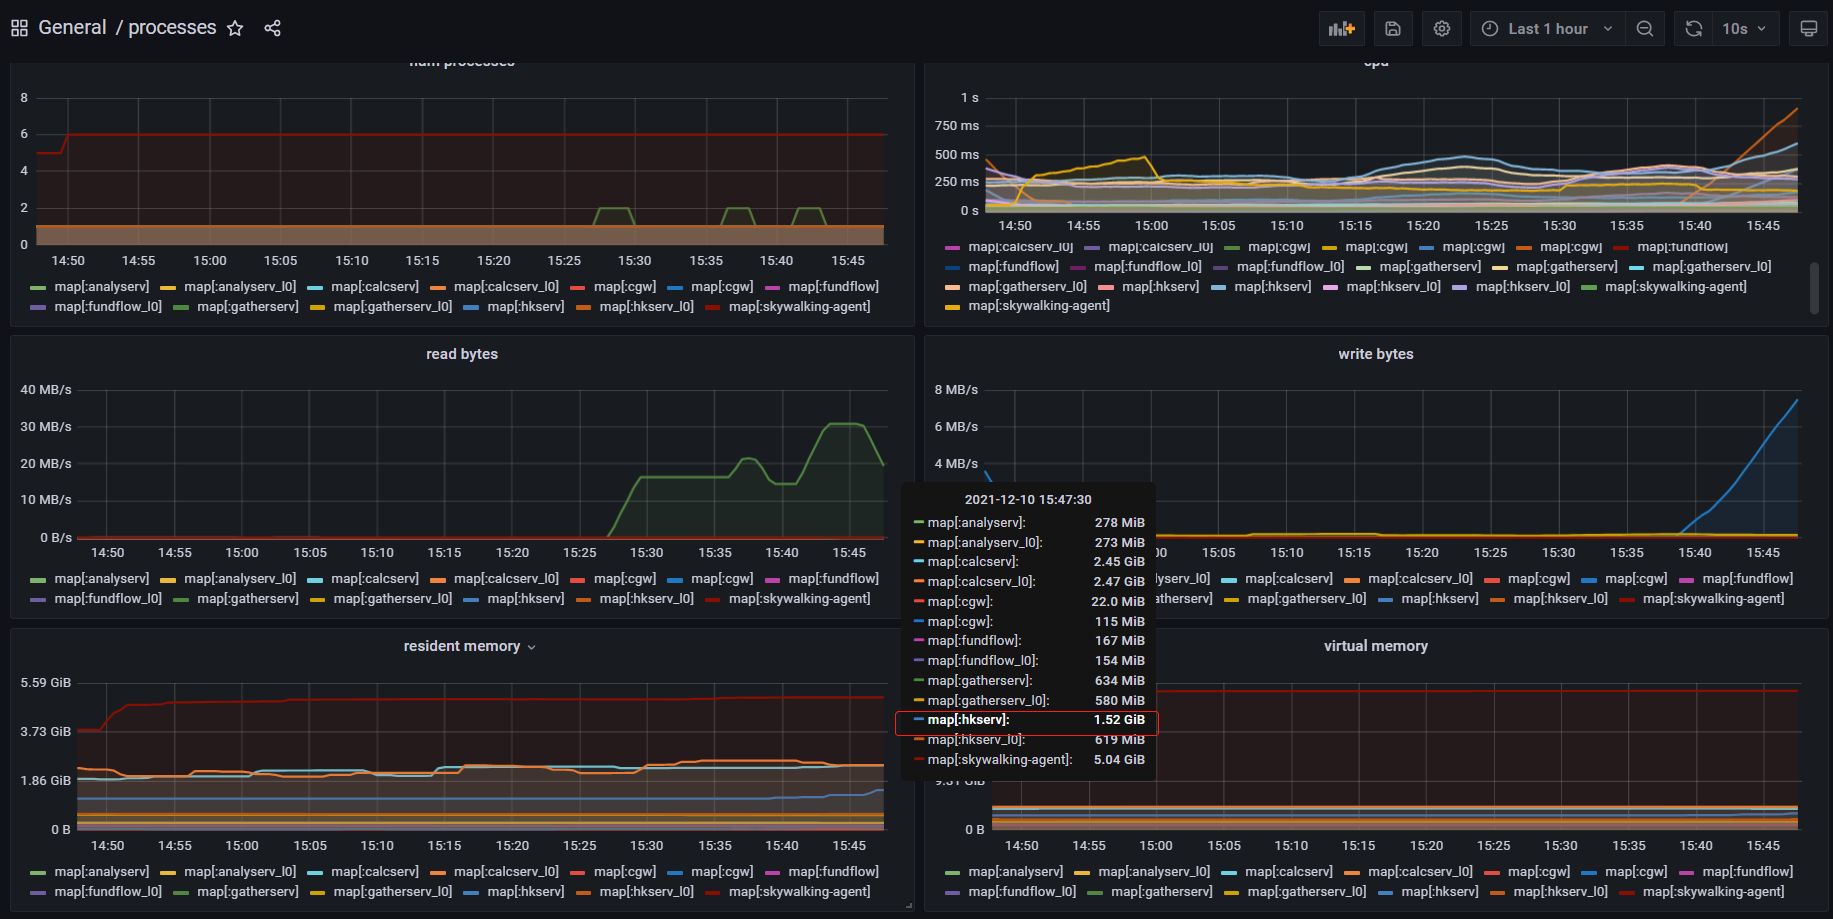 General / processes
Last 1 hour
10s
num processes
8
6
4
2
0
14:50 14:55 15:00 15:05 15:10 15:15 15:20 15:25 15:30 15:35 15:40 15:45
map[:analyserv] map[:analyserv_l0] map[:calcserv] map[:calcserv_l0] map[:cgw] map[:cgw] map[:fundflow]
map[:fundflow_l0] map[:gatherserv] map[:gatherserv_l0] map[:hkserv] map[:hkserv_l0] map[:skywalking-agent]
cpu
1 s
750 ms
500 ms
250 ms
0 s
14:50 14:55 15:00 15:05 15:10 15:15 15:20 15:25 15:30 15:35 15:40 15:45
map[:calcserv_l0] map[:calcserv_l0] map[:cgw] map[:cgw] map[:cgw] map[:cgw] map[:fundflow]
map[:fundflow] map[:fundflow_l0] map[:fundflow_l0] map[:gatherserv] map[:gatherserv] map[:gatherserv_l0]
map[:gatherserv_l0] map[:hkserv] map[:hkserv] map[:hkserv_l0] map[:hkserv_l0] map[:skywalking-agent]
map[:skywalking-agent]
read bytes
40 MB/s
30 MB/s
20 MB/s
10 MB/s
0 B/s
14:50 14:55 15:00 15:05 15:10 15:15 15:20 15:25 15:30 15:35 15:40 15:45
map[:analyserv] map[:analyserv_l0] map[:calcserv] map[:calcserv_l0] map[:cgw] map[:cgw] map[:fundflow]
map[:fundflow_l0] map[:gatherserv] map[:gatherserv_l0] map[:hkserv] map[:hkserv_l0] map[:skywalking-agent]
write bytes
8 MB/s
6 MB/s
4 MB/s
00 15:05 15:10 15:15 15:20 15:25 15:30 15:35 15:40 15:45
lyserv_l0] map[:calcserv] map[:calcserv_l0] map[:cgw] map[:cgw] map[:fundflow]
atherserv] map[:gatherserv_l0] map[:hkserv] map[:hkserv_l0] map[:skywalking-agent]
2021-12-10 15:47:30
map[:analyserv]: 278 MiB
map[:analyserv_l0]: 273 MiB
map[:calcserv]: 2.45 GiB
map[:calcserv_l0]: 2.47 GiB
map[:cgw]: 22.0 MiB
map[:cgw]: 115 MiB
map[:fundflow]: 167 MiB
map[:fundflow_l0]: 154 MiB
map[:gatherserv]: 634 MiB
map[:gatherserv_l0]: 580 MiB
map[:hkserv]: 1.52 GiB
map[:hkserv_l0]: 619 MiB
map[:skywalking-agent]: 5.04 GiB
resident memory
5.59 GiB
3.73 GiB
1.86 GiB
0 B
14:50 14:55 15:00 15:05 15:10 15:15 15:20 15:25 15:30 15:35 15:40 15:45
map[:analyserv] map[:analyserv_l0] map[:calcserv] map[:calcserv_l0] map[:cgw] map[:cgw] map[:fundflow]
map[:fundflow_l0] map[:gatherserv] map[:gatherserv_l0] map[:hkserv] map[:hkserv_l0] map[:skywalking-agent]
virtual memory
9.31 GiB
0 B
14:50 14:55 15:00 15:05 15:10 15:15 15:20 15:25 15:30 15:35 15:40 15:45
map[:analyserv] map[:analyserv_l0] map[:calcserv] map[:calcserv_l0] map[:cgw] map[:cgw] map[:fundflow]
map[:fundflow_l0] map[:gatherserv] map[:gatherserv_l0] map[:hkserv] map[:hkserv_l0] map[:skywalking-agent]